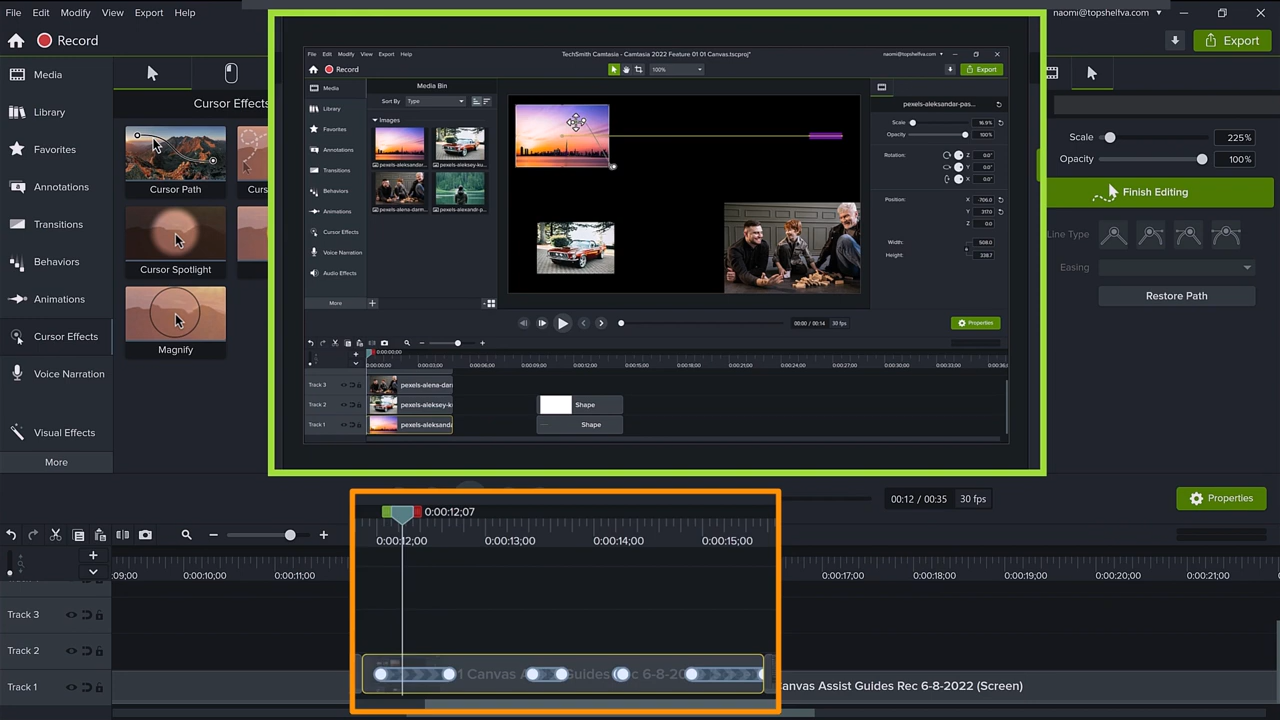 File Edit Modify View Export Help
naomi@topshelfva.com
Record
Export
Media
Library
Favorites
Annotations
Transitions
Behaviors
Animations
Cursor Effects
Voice Narration
Visual Effects
More
Cursor Effects
Cursor Path
Curs
Cursor Spotlight
Magnify
File Edit Modify View Export Help
TechSmith Camtasia - Camtasia 2022 Feature 01 01 Canvas.tscproj*
naomi@topshelfva.com
Record
100%
Export
Media
Library
Favorites
Annotations
Transitions
Behaviors
Animations
Cursor Effects
Voice Narration
Audio Effects
More
Media Bin
Sort By Type
Images
pexels-aleksandar...
pexels-aleksey-ku...
pexels-alena-darm...
pexels-alexandr-p...
pexels-aleksandar-pas...
Scale 16.9%
Opacity 100%
Rotation: Z 0.0°
Y 0.0°
X 0.0°
Position: X -706.0
Y 317.0
Z 0.0
Width: 508.0
Height: 338.7
00:00 / 00:14 30 fps
Properties
0:00:00;00
0:00:00;00 0:00:03;00 0:00:06;00 0:00:09;00 0:00:12;00 0:00:15;00 0:00:18;00 0:00:21;00 0:00:24;00 0:00:27;00 0:00:30;00 0:00:33;00
Track 3 pexels-alena-dar
Track 2 pexels-aleksey-k Shape
Track 1 pexels-aleksanda Shape
Scale 225%
Opacity 100%
Finish Editing
Line Type
Easing
Restore Path
00:12 / 00:35 30 fps
Properties
:09;00 0:00:10;00 0:00:11;00
0:00:12;07
0:00:12;00 0:00:13;00 0:00:14;00 0:00:15;00
0:00:17;00 0:00:18;00 0:00:19;00 0:00:20;00 0:00:21;00
Track 3
Track 2
Track 1
01 Canvas Assist Guides Rec 6-8-20
anvas Assist Guides Rec 6-8-2022 (Screen)